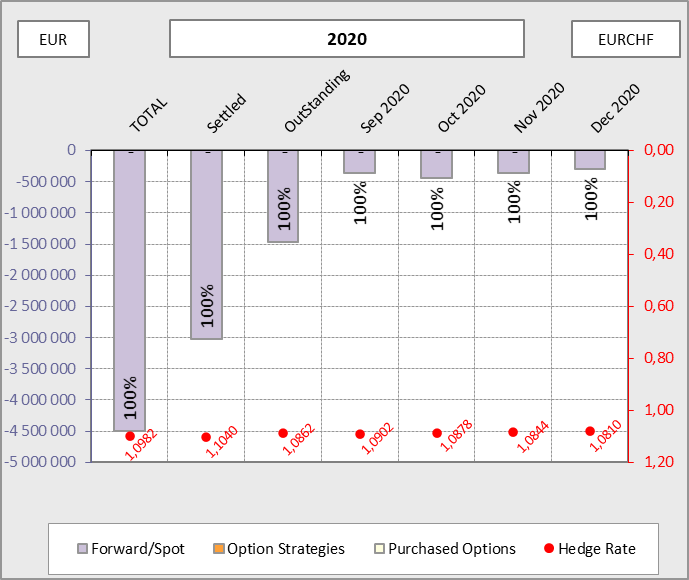 EUR
2020
EURCHF
TOTAL
Settled
OutStanding
Sep 2020
Oct 2020
Nov 2020
Dec 2020
0
-500 000
-1 000 000
-1 500 000
-2 000 000
-2 500 000
-3 000 000
-3 500 000
-4 000 000
-4 500 000
-5 000 000
0,00
0,20
0,40
0,60
0,80
1,00
1,20
100%
100%
100%
100%
100%
100%
100%
1,0982
1,1040
1,0862
1,0902
1,0878
1,0844
1,0810
Forward/Spot
Option Strategies
Purchased Options
Hedge Rate